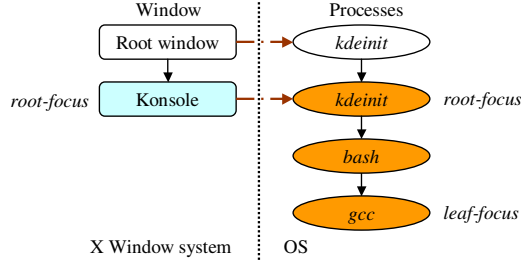 Window
Processes
Root window
kdeinit
root-focus
Konsole
kdeinit
root-focus
bash
gcc
leaf-focus
X Window system
OS